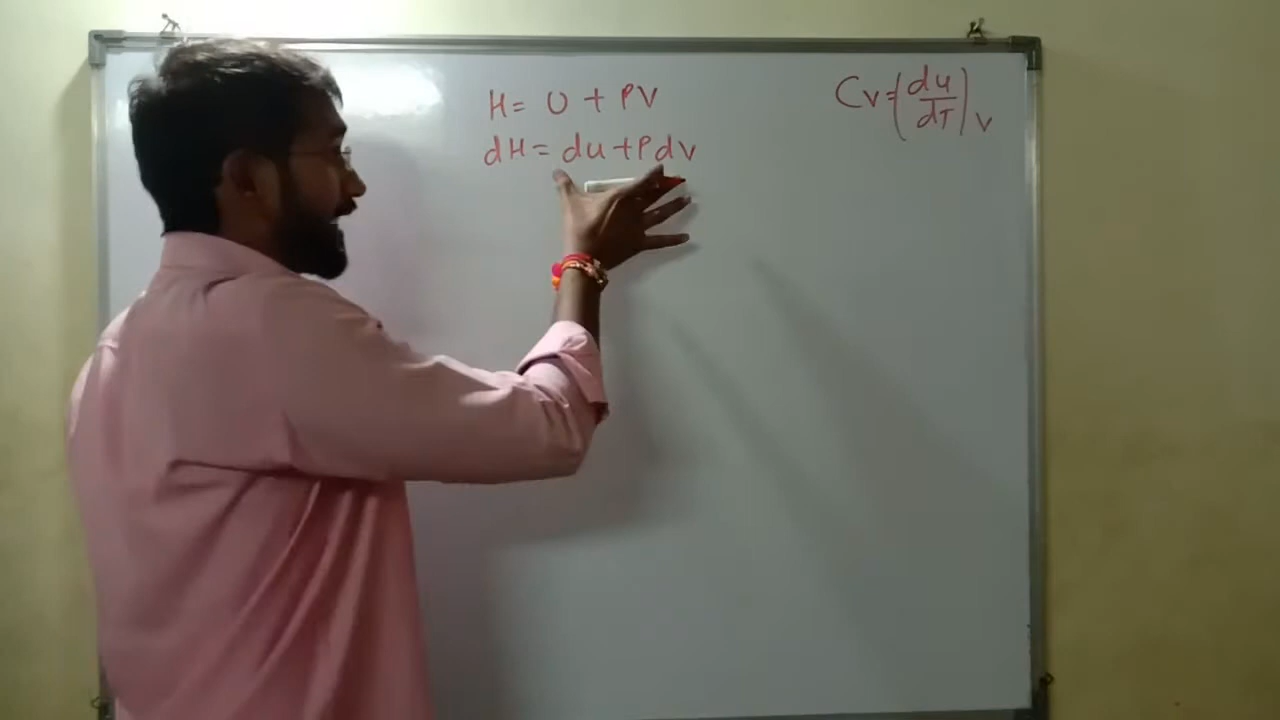 H = U + PV
dH = du + PdV
Cv = (du/dT)v